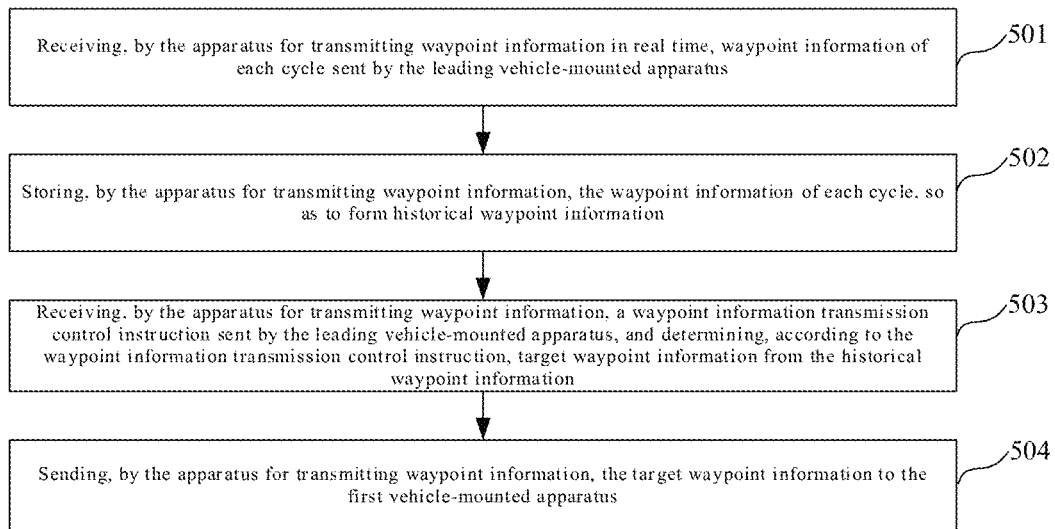 Receiving, by the apparatus for transmitting waypoint information in real time, waypoint information of
each cycle sent by the leading vehicle-mounted apparatus
501
Storing, by the apparatus for transmitting waypoint information, the waypoint information of each cycle. so
as to form historical waypoint information
502
Receiving, by the apparatus for transmitting waypoint information, a waypoint information transmission
control instruction sent by the leading vehicle-mounted apparatus, and determining, according to the
waypoint information transmission control instruction, target waypoint information from the historical
waypoint information
503
Sending, by the apparatus for transmitting waypoint information, the target waypoint information to the
first vehicle-mounted apparatus
504